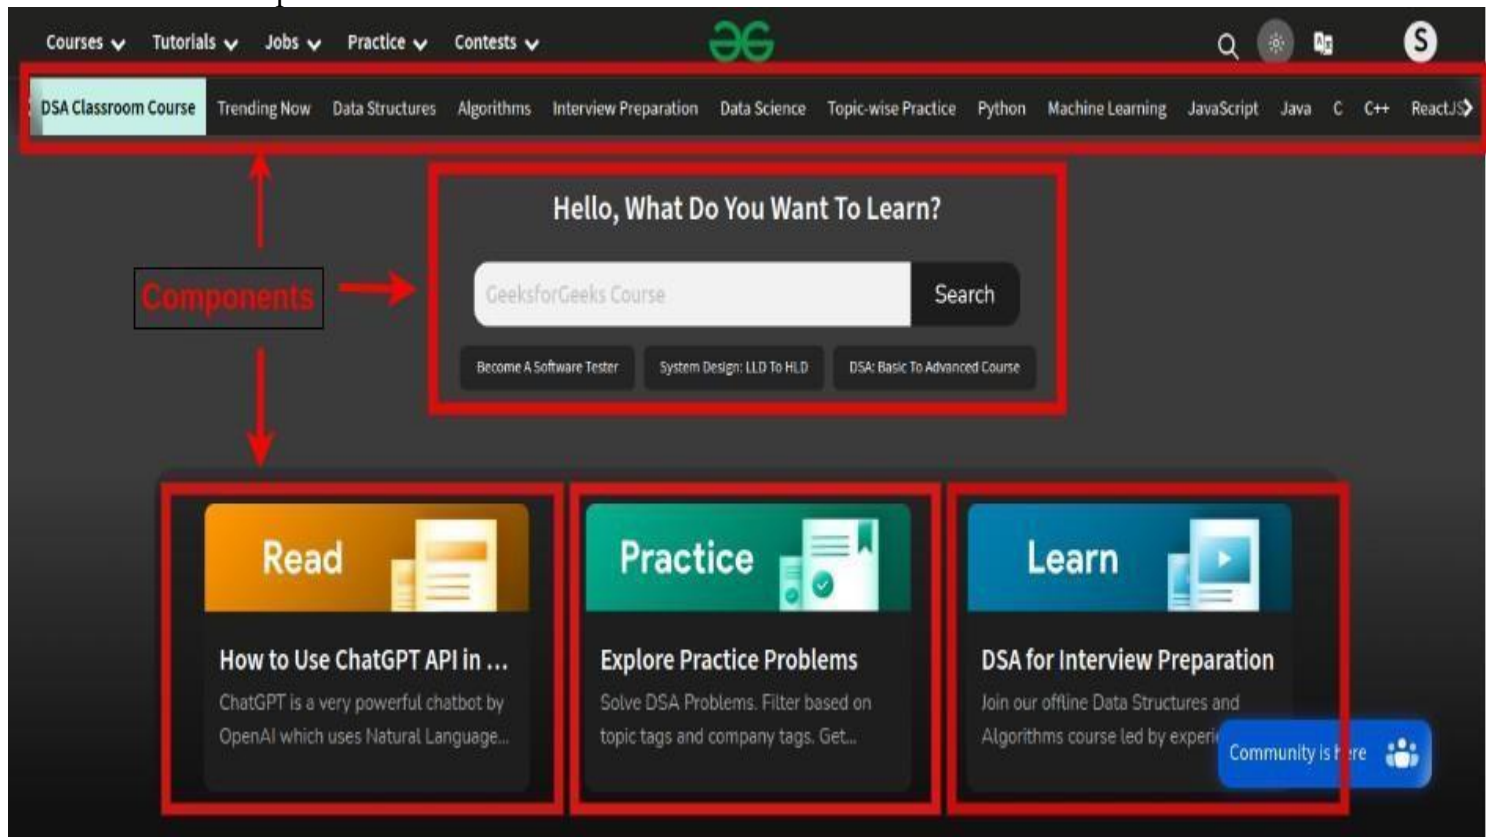 Courses Tutorials Jobs Practice Contests S
DSA Classroom Course Trending Now Data Structures Algorithms Interview Preparation Data Science Topic-wise Practice Python Machine Learning JavaScript Java C C++ ReactJS
Hello, What Do You Want To Learn?
Components
GeeksforGeeks Course Search
Become A Software Tester System Design: LLD To HLD DSA: Basic To Advanced Course
Read Practice Learn
How to Use ChatGPT API in ... Explore Practice Problems DSA for Interview Preparation
ChatGPT is a very powerful chatbot by Solve DSA Problems. Filter based on Join our offline Data Structures and
OpenAI which uses Natural Language... topic tags and company tags. Get... Algorithms course led by
Community is here